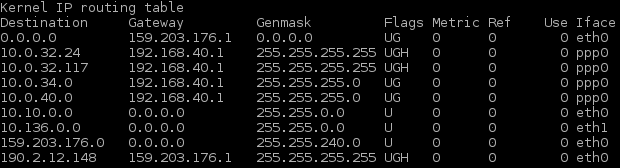 Kernel IP routing table
Destination     Gateway         Genmask         Flags Metric Ref    Use Iface
0.0.0.0         159.203.176.1   0.0.0.0         UG    0      0        0 eth0
10.0.32.24      192.168.40.1    255.255.255.255 UGH   0      0        0 ppp0
10.0.32.117     192.168.40.1    255.255.255.255 UGH   0      0        0 ppp0
10.0.34.0       192.168.40.1    255.255.255.0   UG    0      0        0 ppp0
10.0.40.0       192.168.40.1    255.255.255.0   UG    0      0        0 ppp0
10.10.0.0       0.0.0.0         255.255.0.0     U     0      0        0 eth0
10.136.0.0      0.0.0.0         255.255.0.0     U     0      0        0 eth1
159.203.176.0   0.0.0.0         255.255.240.0   U     0      0        0 eth0
190.2.12.148    159.203.176.1   255.255.255.255 UGH   0      0        0 eth0